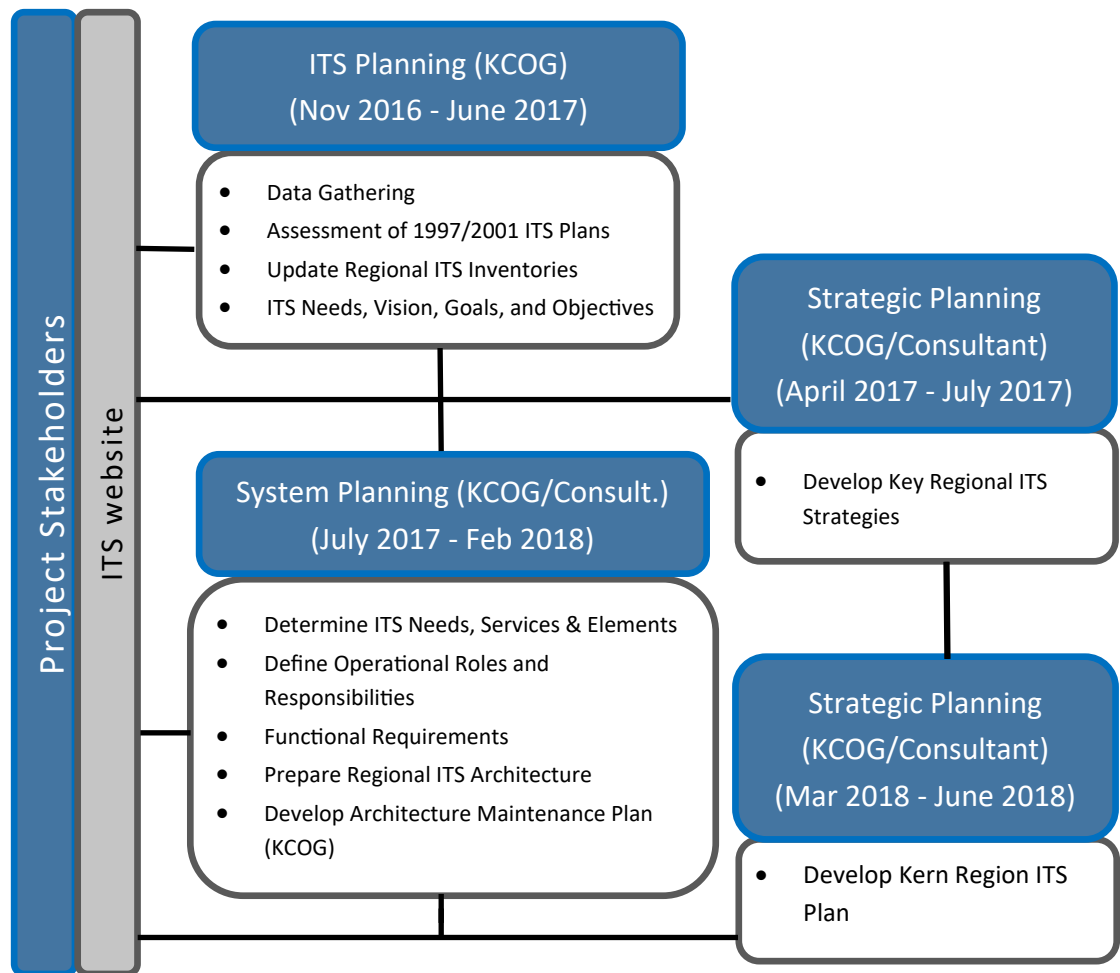 Project Stakeholders
ITS website
ITS Planning (KCOG)
(Nov 2016 - June 2017)
• Data Gathering
• Assessment of 1997/2001 ITS Plans
• Update Regional ITS Inventories
• ITS Needs, Vision, Goals, and Objectives
Strategic Planning
(KCOG/Consultant)
(April 2017 - July 2017)
• Develop Key Regional ITS
Strategies
System Planning (KCOG/Consult.)
(July 2017 - Feb 2018)
• Determine ITS Needs, Services & Elements
• Define Operational Roles and
Responsibilities
• Functional Requirements
• Prepare Regional ITS Architecture
• Develop Architecture Maintenance Plan
(KCOG)
Strategic Planning
(KCOG/Consultant)
(Mar 2018 - June 2018)
• Develop Kern Region ITS
Plan